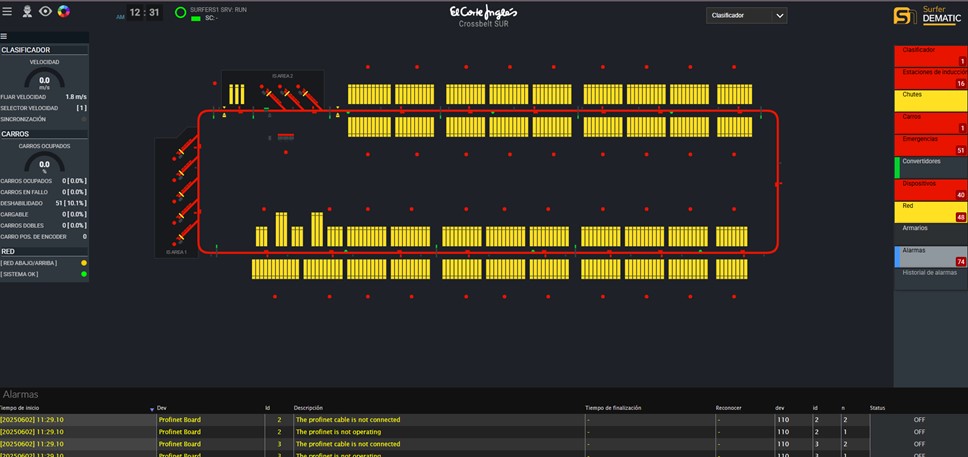 AM 12 : 31
SURFERS1 SRV: RUN
SC: -
El Corte Inglés
Crossbelt SUR
Clasificador
Surfer
DEMATIC
CLASIFICADOR
VELOCIDAD
0.0
m/s
FIJAR VELOCIDAD 1.8 m/s
SELECTOR VELOCIDAD [ 1 ]
SINCRONIZACIÓN
CARROS
CARROS OCUPADOS
0.0
%
CARROS OCUPADOS 0 [ 0.0% ]
CARROS EN FALLO 0 [ 0.0% ]
DESHABILIDADO 51 [ 10.1% ]
CARGABLE 0 [ 0.0% ]
CARROS DOBLES 0 [ 0.0% ]
CARRO POS. DE ENCODER 0
RED
[ RED ABAJO/ARRIBA ]
[ SISTEMA OK ]
IS AREA 2
IS AREA 1
Clasificador
1
Estaciones de Inducción
16
Chutes
Carros
1
Emergencias
51
Convertidores
Dispositivos
40
Red
48
Armarios
Alarmas
74
Historial de alarmas
Alarmas
Tiempo de inicio Dev Id Descripción Tiempo de finalización Reconocer dev id n Status
[20250602] 11:29.10 Profinet Board 2 The profinet cable is not connected - - 110 2 2 OFF
[20250602] 11:29.10 Profinet Board 2 The profinet is not operating - - 110 2 1 OFF
[20250602] 11:29.10 Profinet Board 3 The profinet cable is not connected - - 110 3 2 OFF
[20250602] 11:29.10 Profinet Board 3 The profinet is not operating - - 110 3 1 OFF